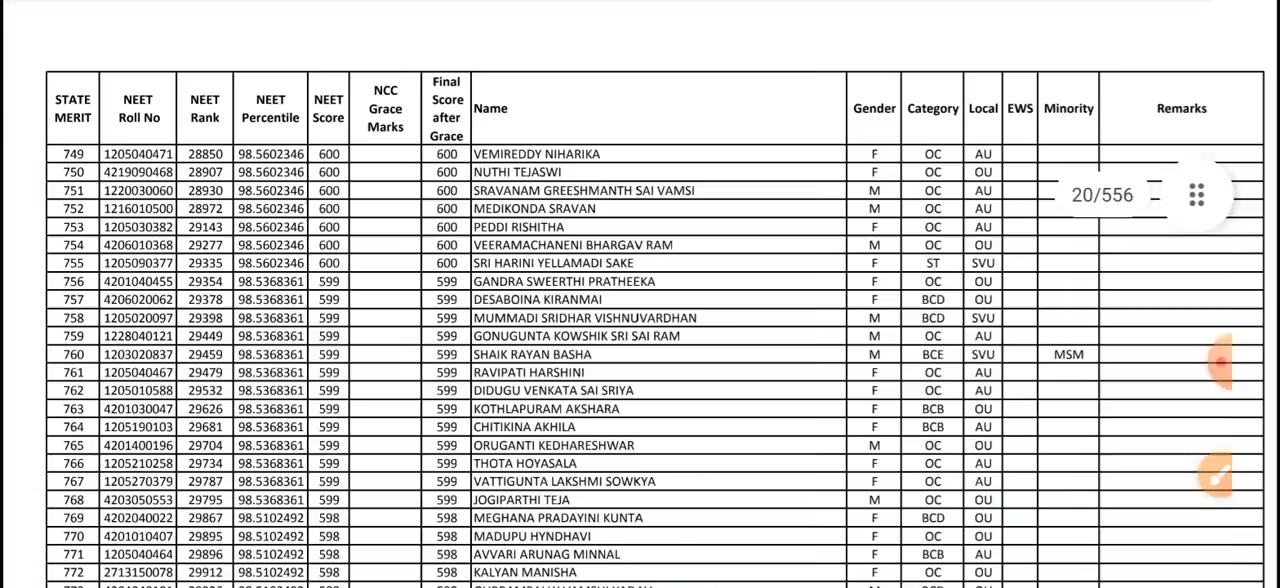 STATE MERIT NEET Roll No NEET Rank NEET Percentile NEET Score NCC Grace Marks Final Score after Grace Name Gender Category Local EWS Minority Remarks
749 1205040471 28850 98.5602346 600 600 VEMIREDDY NIHARIKA F OC AU
750 4219090468 28907 98.5602346 600 600 NUTHI TEJASWI F OC OU
751 1220030060 28930 98.5602346 600 600 SRAVANAM GREESHMANTH SAI VAMSI M OC AU
20/556
752 1216010500 28972 98.5602346 600 600 MEDIKONDA SRAVAN M OC AU
753 1205030382 29143 98.5602346 600 600 PEDDI RISHITHA F OC AU
754 4206010368 29277 98.5602346 600 600 VEERAMACHANENI BHARGAV RAM M OC OU
755 1205090377 29335 98.5602346 600 600 SRI HARINI YELLAMADI SAKE F ST SVU
756 4201040455 29354 98.5368361 599 599 GANDRA SWEERTHI PRATHEEKA F OC OU
757 4206020062 29378 98.5368361 599 599 DESABOINA KIRANMAI F BCD OU
758 1205020097 29398 98.5368361 599 599 MUMMADI SRIDHAR VISHNUVARDHAN M BCD SVU
759 1228040121 29449 98.5368361 599 599 GONUGUNTA KOWSHIK SRI SAI RAM M OC AU
760 1203020837 29459 98.5368361 599 599 SHAIK RAYAN BASHA M BCE SVU MSM
761 1205040467 29479 98.5368361 599 599 RAVIPATI HARSHINI F OC AU
762 1205010588 29532 98.5368361 599 599 DIDUGU VENKATA SAI SRIYA F OC AU
763 4201030047 29626 98.5368361 599 599 KOTHLAPURAM AKSHARA F BCB OU
764 1205190103 29681 98.5368361 599 599 CHITIKINA AKHILA F BCB AU
765 4201400196 29704 98.5368361 599 599 ORUGANTI KEDHARESHWAR M OC OU
766 1205210258 29734 98.5368361 599 599 THOTA HOYASALA F OC AU
767 1205270379 29787 98.5368361 599 599 VATTIGUNTA LAKSHMI SOWKYA F OC AU
768 4203050553 29795 98.5368361 599 599 JOGIPARTHI TEJA M OC OU
769 4202040022 29867 98.5102492 598 598 MEGHANA PRADAYINI KUNTA F BCD OU
770 4201010407 29895 98.5102492 598 598 MADUPU HYNDHAVI F OC OU
771 1205040464 29896 98.5102492 598 598 AVVARI ARUNAG MINNAL F BCB AU
772 2713150078 29912 98.5102492 598 598 KALYAN MANISHA F OC OU